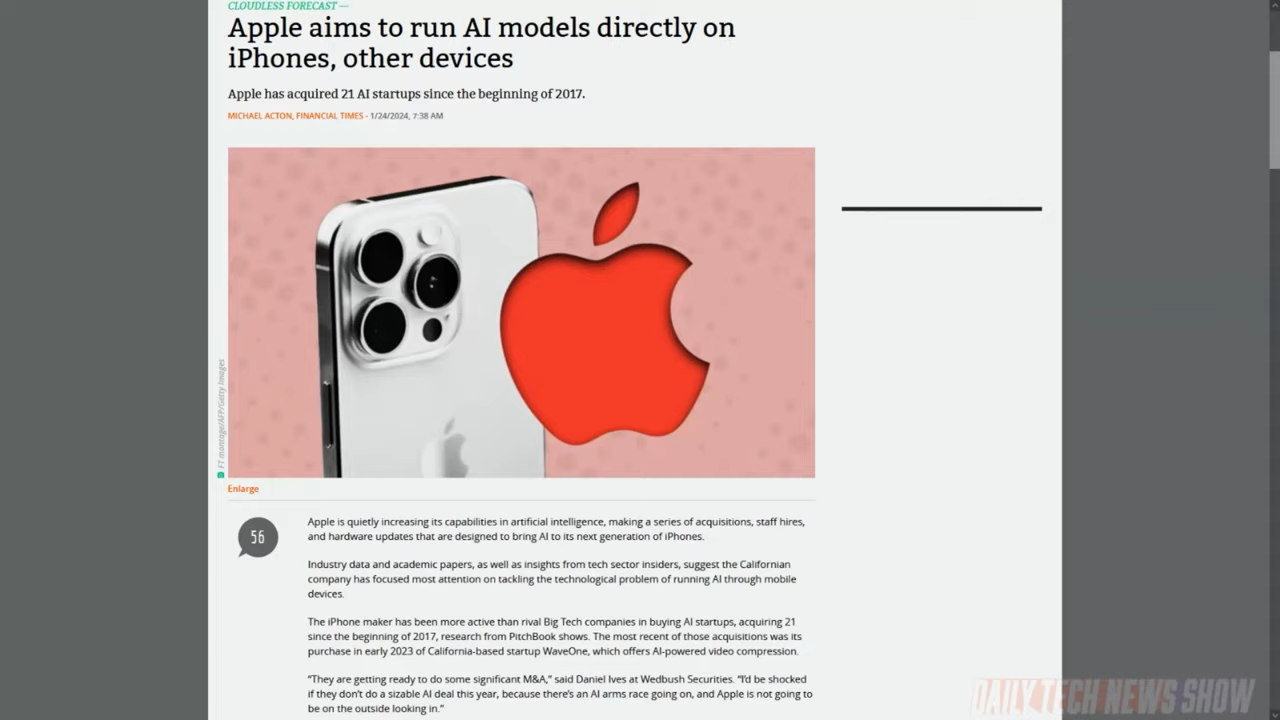 CLOUDLESS FORECAST —
Apple aims to run AI models directly on
iPhones, other devices
Apple has acquired 21 AI startups since the beginning of 2017.
MICHAEL ACTON, FINANCIAL TIMES - 1/24/2024, 7:38 AM
FT montage/AFP/Getty Images
Enlarge
56
Apple is quietly increasing its capabilities in artificial intelligence, making a series of acquisitions, staff hires,
and hardware updates that are designed to bring AI to its next generation of iPhones.
Industry data and academic papers, as well as insights from tech sector insiders, suggest the Californian
company has focused most attention on tackling the technological problem of running AI through mobile
devices.
The iPhone maker has been more active than rival Big Tech companies in buying AI startups, acquiring 21
since the beginning of 2017, research from PitchBook shows. The most recent of those acquisitions was its
purchase in early 2023 of California-based startup WaveOne, which offers AI-powered video compression.
“They are getting ready to do some significant M&A,” said Daniel Ives at Wedbush Securities. “I’d be shocked
if they don’t do a sizable AI deal this year, because there’s an AI arms race going on, and Apple is not going to
be on the outside looking in.”
DAILY TECH NEWS SHOW